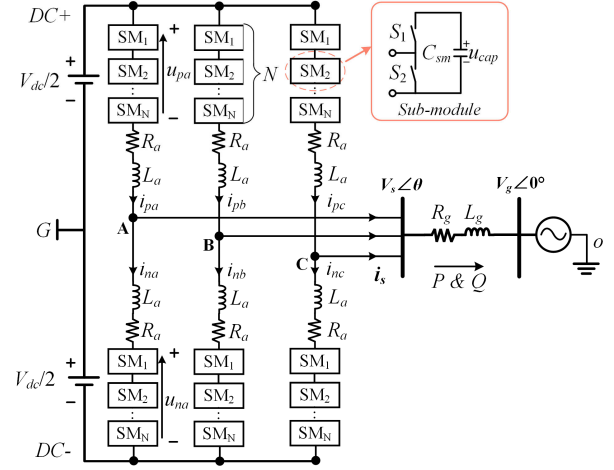 DC+
SM₁ SM₁ SM₁
+
Vdc/2
−
upa
SM₂ SM₂ SM₂
N
SMN SMN SMN
−
S₁
S₂
Csm
+
−
ucap
Sub-module
Ra Ra Ra
La La La
ipa ipb ipc
G
A
B
C
Vs∠θ
Vg∠0°
Rg Lg
is
P & Q
o
ina inb inc
La La La
Ra Ra Ra
SM₁ SM₁ SM₁
+
Vdc/2
−
una
SM₂ SM₂ SM₂
SMN SMN SMN
−
DC-